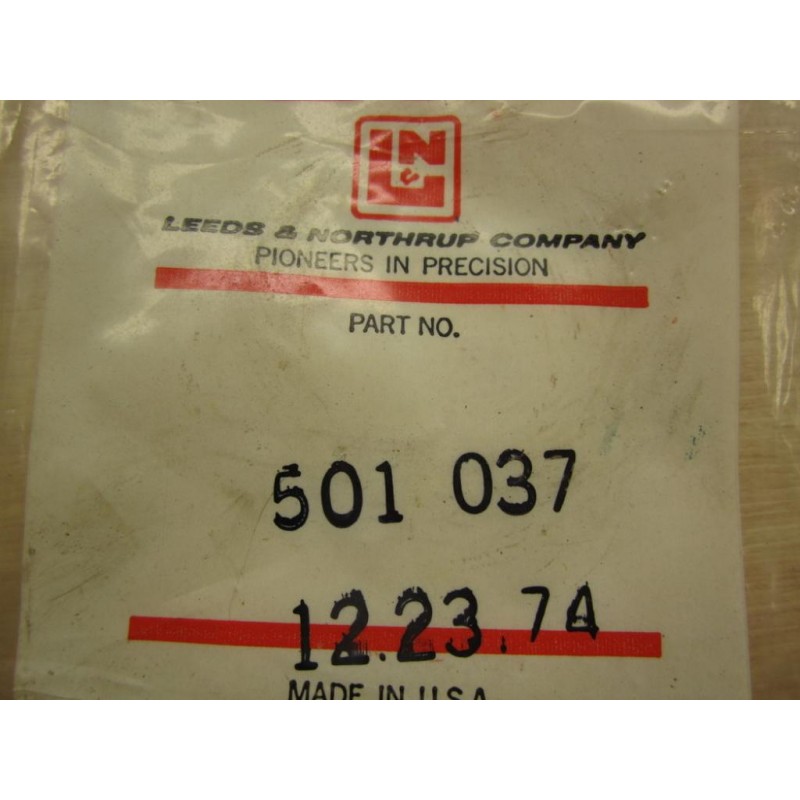 L&N
LEEDS & NORTHRUP COMPANY
PIONEERS IN PRECISION
PART NO.
501 037
12.23.74
MADE IN U.S.A.